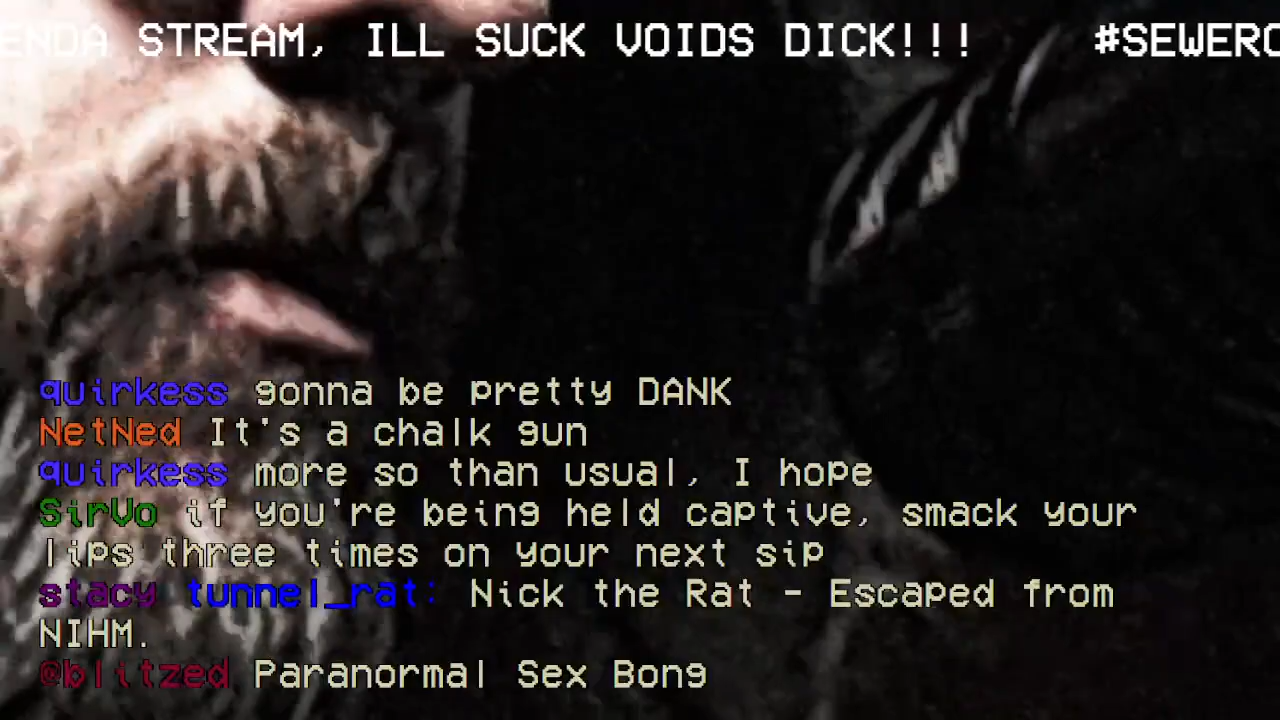 ENDA STREAM, ILL SUCK VOIDS DICK!!! #SEWERC
quirkess gonna be pretty DANK
NetNed It's a chalk gun
quirkess more so than usual, I hope
SirVo if you're being held captive, smack your
lips three times on your next sip
stacy tunnel_rat: Nick the Rat - Escaped from
NIHM.
@blitzed Paranormal Sex Bong